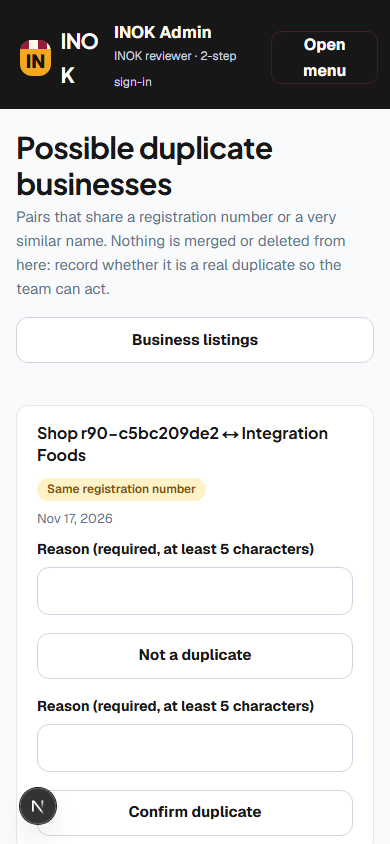 IN
INO
K
INOK Admin
INOK reviewer · 2-step
sign-in
Open
menu
Possible duplicate
businesses
Pairs that share a registration number or a very
similar name. Nothing is merged or deleted from
here: record whether it is a real duplicate so the
team can act.
Business listings
Shop r90-c5bc209de2 ↔ Integration
Foods
Same registration number
Nov 17, 2026
Reason (required, at least 5 characters)
Not a duplicate
Reason (required, at least 5 characters)
N
Confirm duplicate